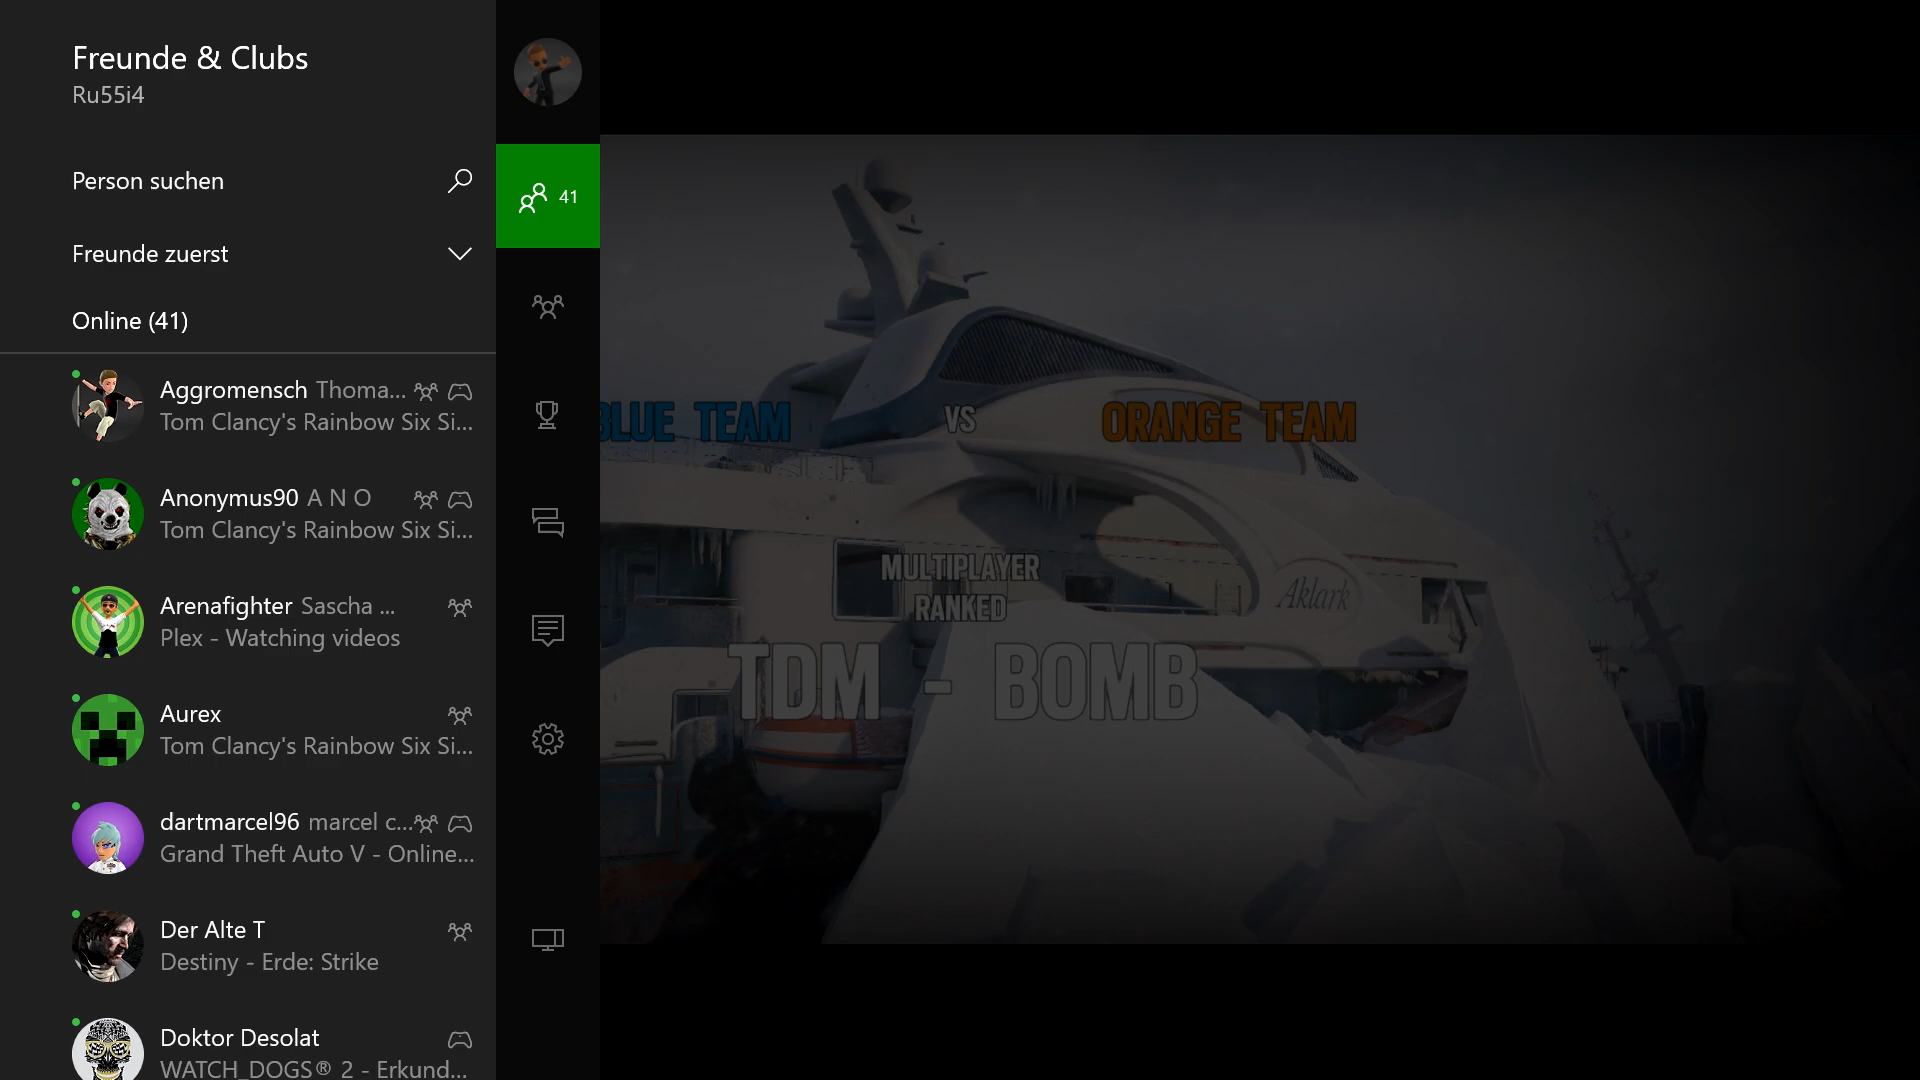 Freunde & Clubs
Ru55i4
Person suchen
Freunde zuerst
Online (41)
Aggromensch Thoma...
Tom Clancy's Rainbow Six Si...
Anonymus90 A N O
Tom Clancy's Rainbow Six Si...
Arenafighter Sascha ...
Plex - Watching videos
Aurex
Tom Clancy's Rainbow Six Si...
dartmarcel96 marcel c...
Grand Theft Auto V - Online...
Der Alte T
Destiny - Erde: Strike
Doktor Desolat
WATCH_DOGS® 2 - Erkund...
41
BLUE TEAM VS ORANGE TEAM
MULTIPLAYER
RANKED
TDM - BOMB
Aklark